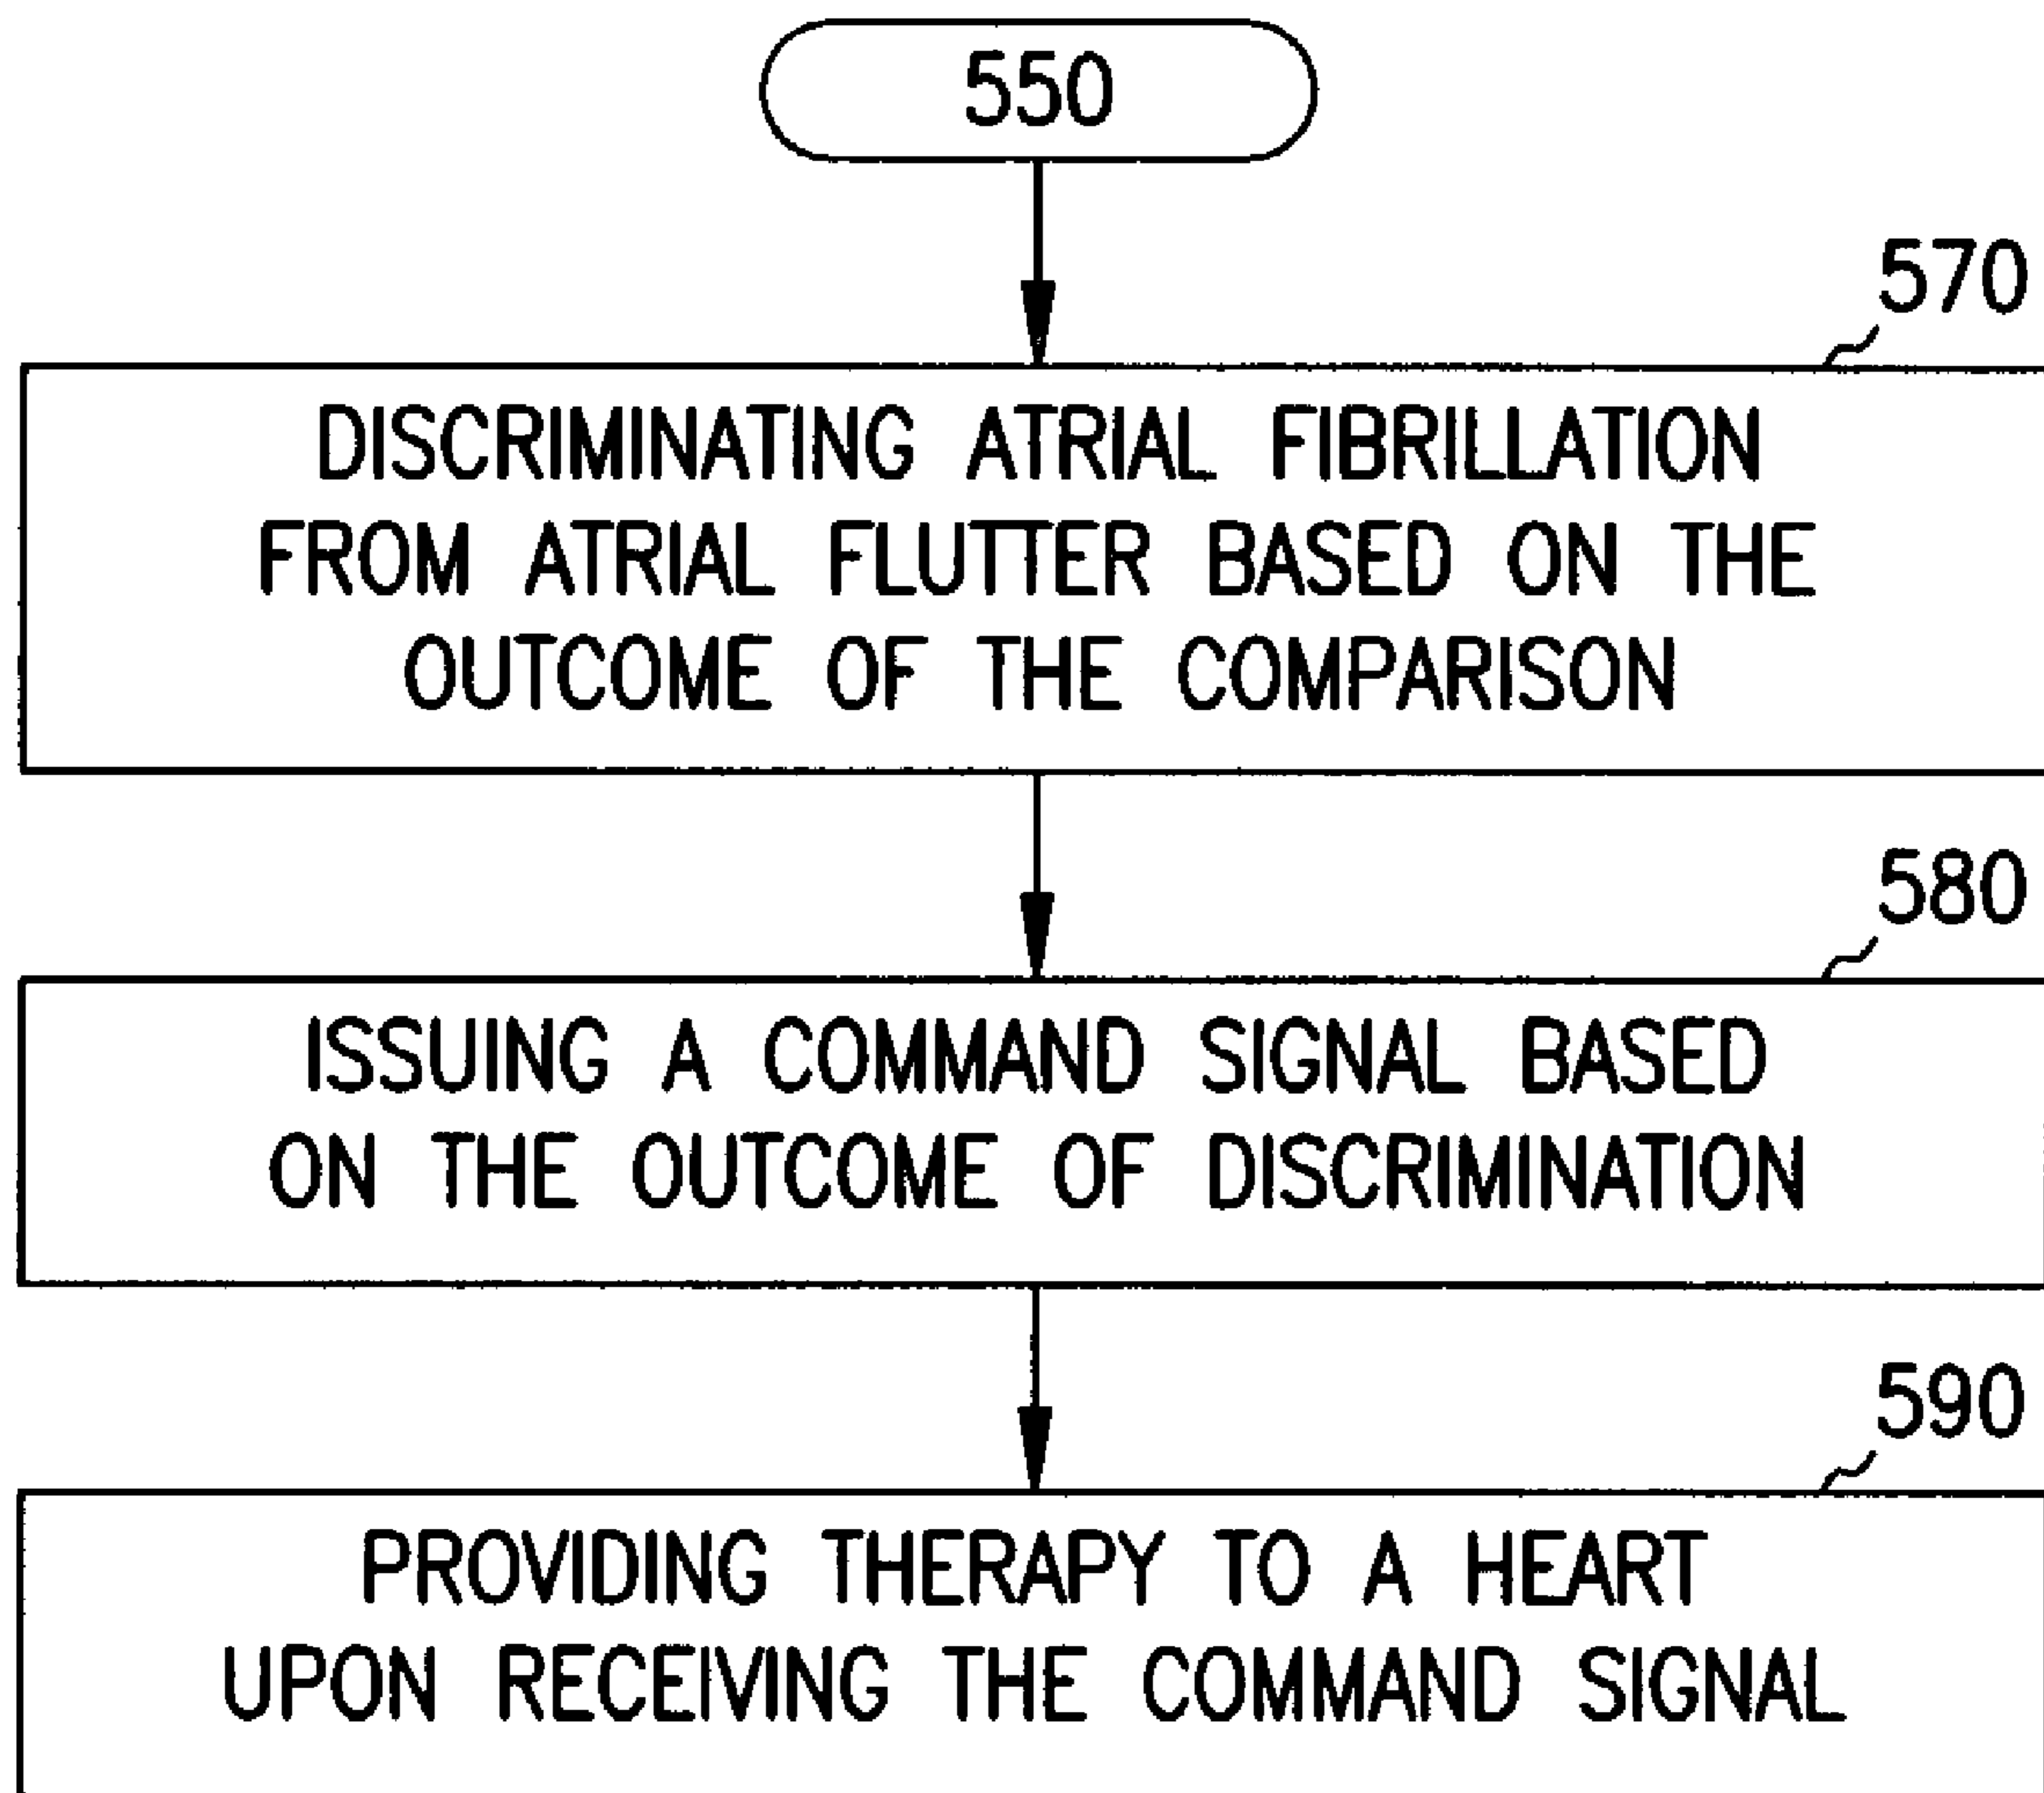 550
570
DISCRIMINATING ATRIAL FIBRILLATION
FROM ATRIAL FLUTTER BASED ON THE
OUTCOME OF THE COMPARISON
580
ISSUING A COMMAND SIGNAL BASED
ON THE OUTCOME OF DISCRIMINATION
590
PROVIDING THERAPY TO A HEART
UPON RECEIVING THE COMMAND SIGNAL